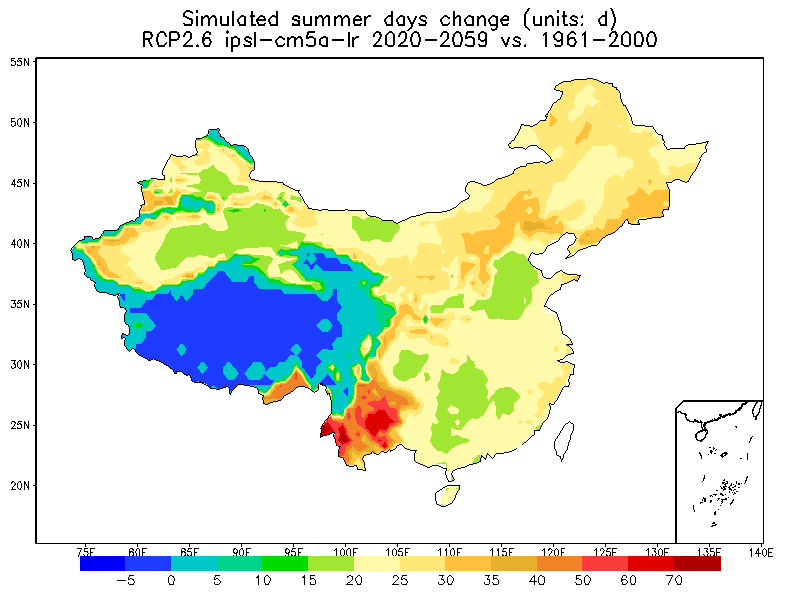 Simulated summer days change (units: d)
RCP2.6 ipsl-cm5a-lr 2020-2059 vs. 1961-2000
55N
50N
45N
40N
35N
30N
25N
20N
75E 80E 85E 90E 95E 100E 105E 110E 115E 120E 125E 130E 135E 140E
-5 0 5 10 15 20 25 30 35 40 50 60 70